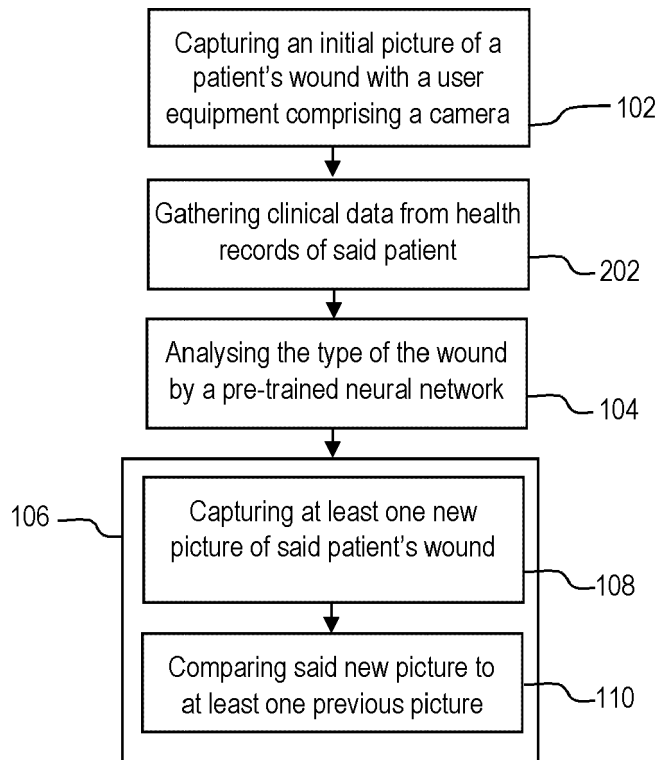 Capturing an initial picture of a
patient's wound with a user
equipment comprising a camera
102
Gathering clinical data from health
records of said patient
202
Analysing the type of the wound
by a pre-trained neural network
104
106
Capturing at least one new
picture of said patient's wound
108
Comparing said new picture to
at least one previous picture
110